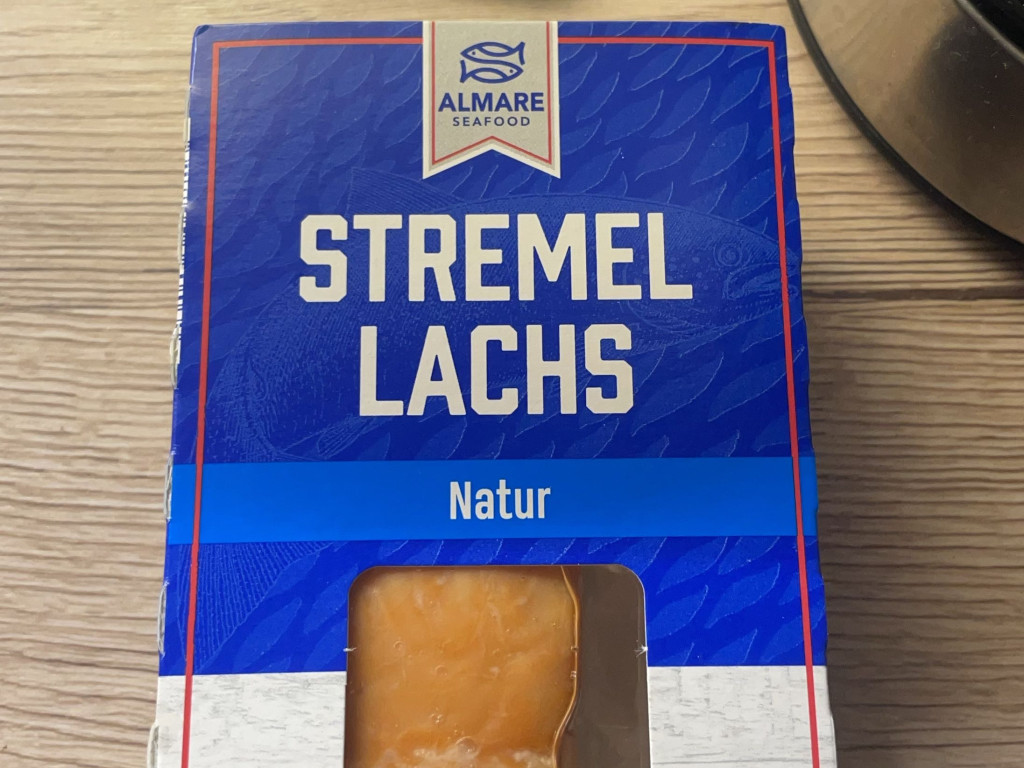 ALMARE
SEAFOOD
STREMEL
LACHS
Natur